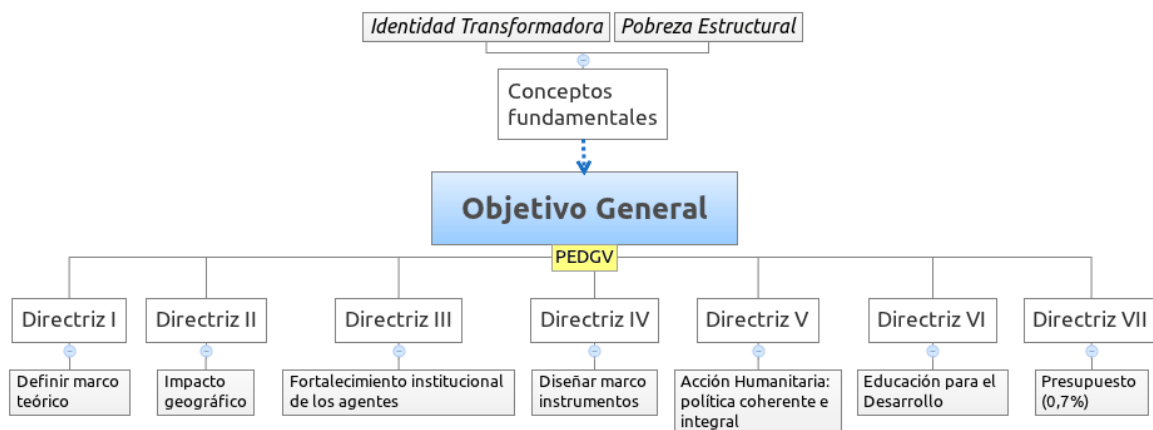 Identidad Transformadora
Pobreza Estructural
Conceptos
fundamentales
Objetivo General
PEDGV
Directriz I
Directriz II
Directriz III
Directriz IV
Directriz V
Directriz VI
Directriz VII
Definir marco
teórico
Impacto
geográfico
Fortalecimiento institucional
de los agentes
Diseñar marco
instrumentos
Acción Humanitaria:
política coherente e
integral
Educación para el
Desarrollo
Presupuesto
(0,7%)